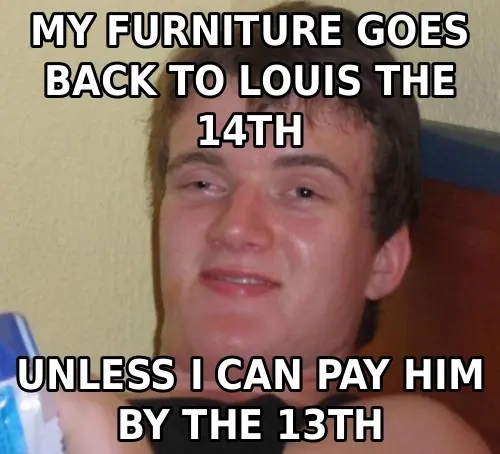 MY FURNITURE GOES
BACK TO LOUIS THE
14TH
UNLESS I CAN PAY HIM
BY THE 13TH